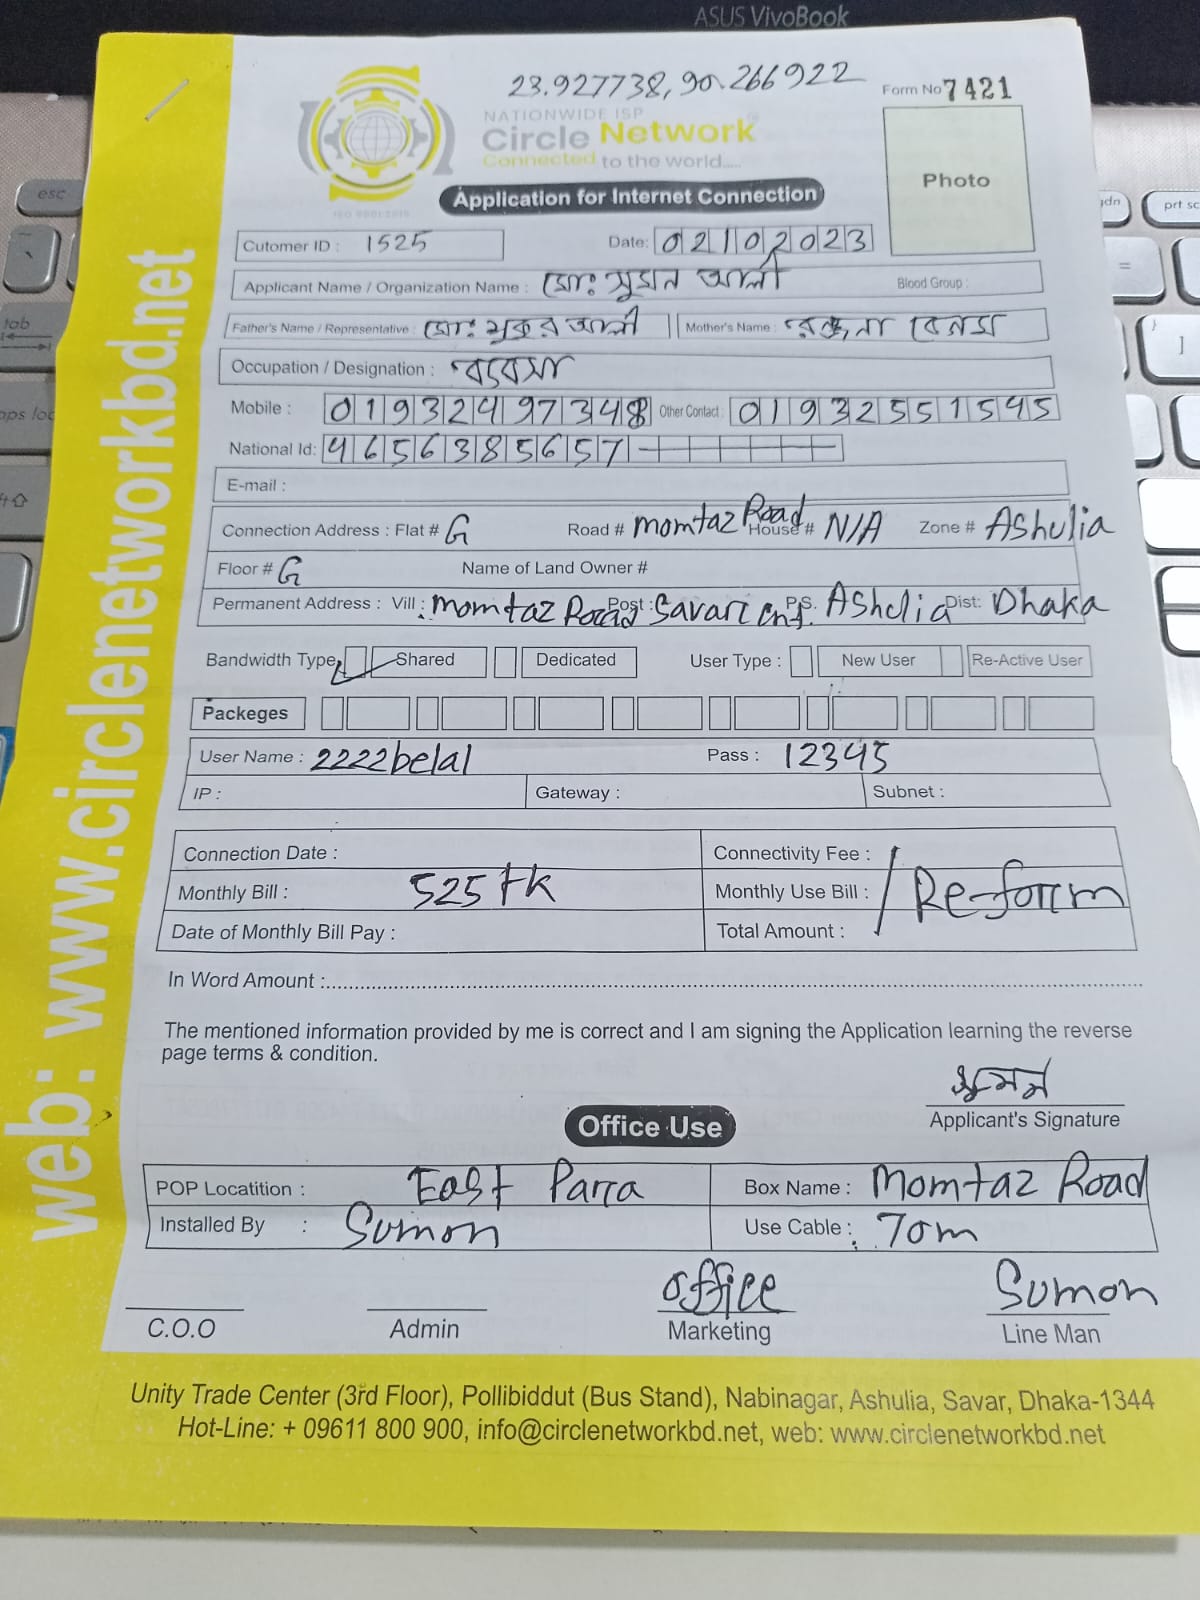 ASUS VivoBook
23.927738, 90.266922
Form No 7421
NATIONWIDE ISP
Circle Network
Connected to the world.....
ISO 9001:2015
Photo
Application for Internet Connection
Cutomer ID : 1525 Date: 02102023
Applicant Name / Organization Name : মোঃ সুমন আলী Blood Group :
Father's Name / Representative : মোঃ শুকুর আলী Mother's Name :
Occupation / Designation :
Mobile : 01932497348 Other Contact : 01932551545
National Id: 4656385657
E-mail :
Connection Address : Flat # G Road # momtaz Road House # N/A Zone # Ashulia
Floor # G Name of Land Owner #
Permanent Address : Vill : momtaz Road Post : Savar Cnt. P.S. Ashulia Dist: Dhaka
Bandwidth Type Shared Dedicated User Type : New User Re-Active User
Packeges
User Name : 2222belal Pass : 12345
IP : Gateway : Subnet :
Connection Date : Connectivity Fee :
Monthly Bill : 525 tk Monthly Use Bill : Re-form
Date of Monthly Bill Pay : Total Amount :
In Word Amount :
The mentioned information provided by me is correct and I am signing the Application learning the reverse
page terms & condition.
সুমন
Applicant's Signature
Office Use
POP Locatition : East Parra Box Name : Momtaz Road
Installed By : Sumon Use Cable : 70m
office Sumon
C.O.O Admin Marketing Line Man
Unity Trade Center (3rd Floor), Pollibiddut (Bus Stand), Nabinagar, Ashulia, Savar, Dhaka-1344
Hot-Line: + 09611 800 900, info@circlenetworkbd.net, web: www.circlenetworkbd.net
web: www.circlenetworkbd.net
esc
tab
prt sc